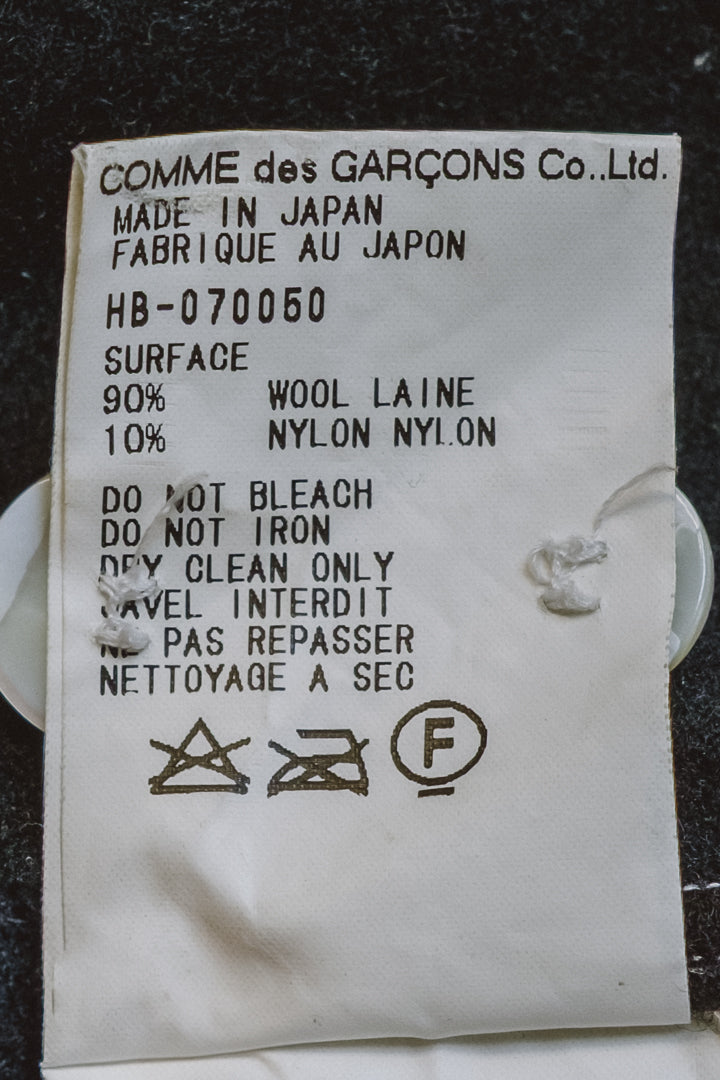 COMME des GARÇONS Co.,Ltd.
MADE IN JAPAN
FABRIQUE AU JAPON
HB-070050
SURFACE
90% WOOL LAINE
10% NYLON NYLON
DO NOT BLEACH
DO NOT IRON
DRY CLEAN ONLY
JAVEL INTERDIT
NE PAS REPASSER
NETTOYAGE A SEC
F